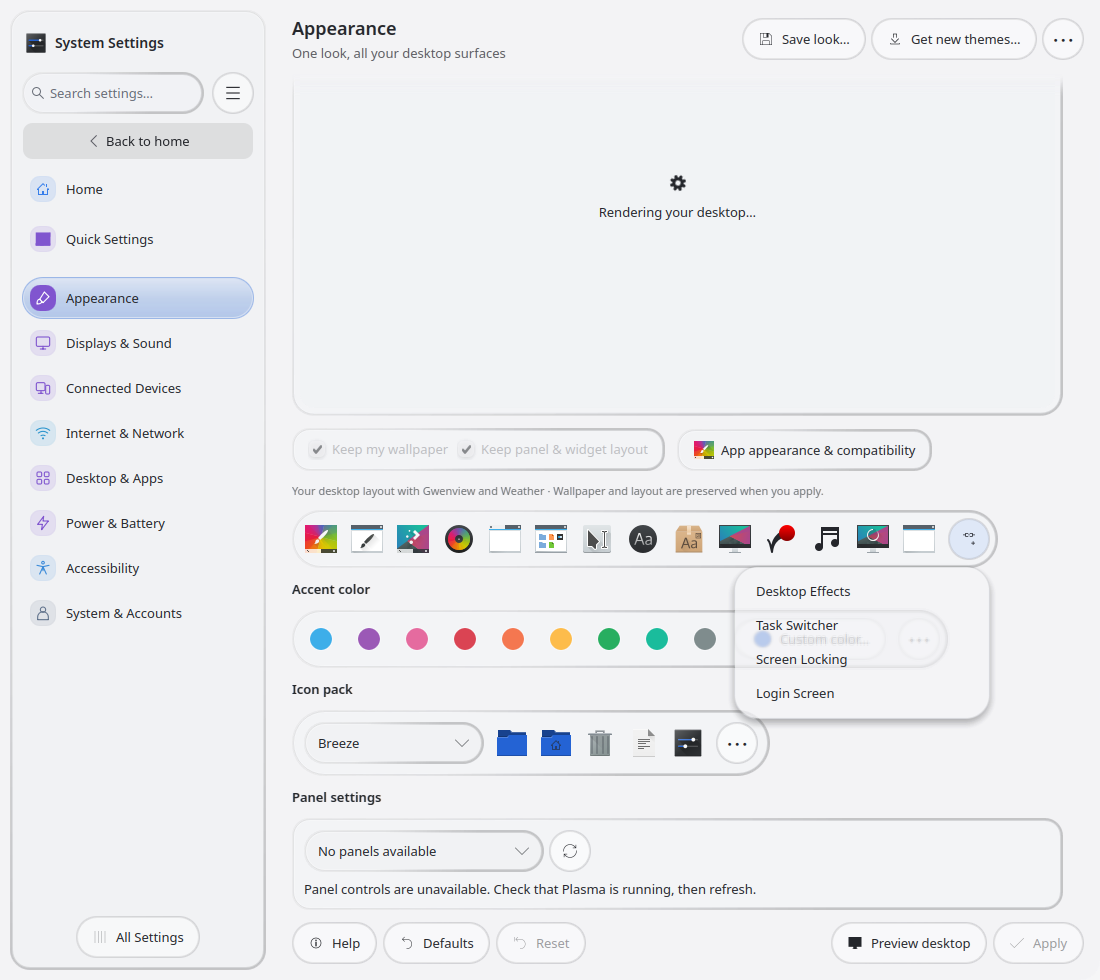 System Settings
Search settings...
Back to home
Home
Quick Settings
Appearance
Displays & Sound
Connected Devices
Internet & Network
Desktop & Apps
Power & Battery
Accessibility
System & Accounts
All Settings
Appearance
One look, all your desktop surfaces
Save look...
Get new themes...
Rendering your desktop...
Keep my wallpaper
Keep panel & widget layout
App appearance & compatibility
Your desktop layout with Gwenview and Weather · Wallpaper and layout are preserved when you apply.
Aa
Aa
Accent color
Desktop Effects
Task Switcher
Custom color...
Screen Locking
Login Screen
Icon pack
Breeze
Panel settings
No panels available
Panel controls are unavailable. Check that Plasma is running, then refresh.
Help
Defaults
Reset
Preview desktop
Apply